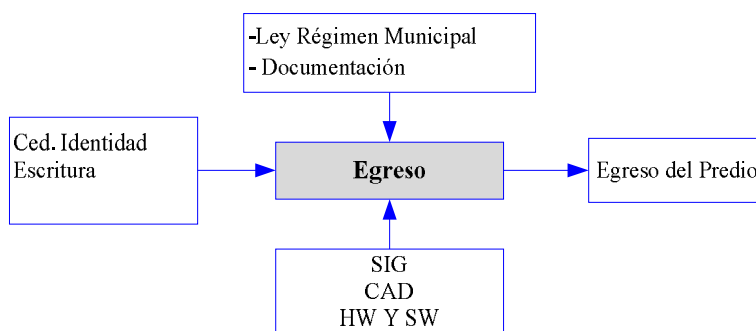 -Ley Régimen Municipal
- Documentación
Ced. Identidad
Escritura
Egreso
Egreso del Predio
SIG
CAD
HW Y SW